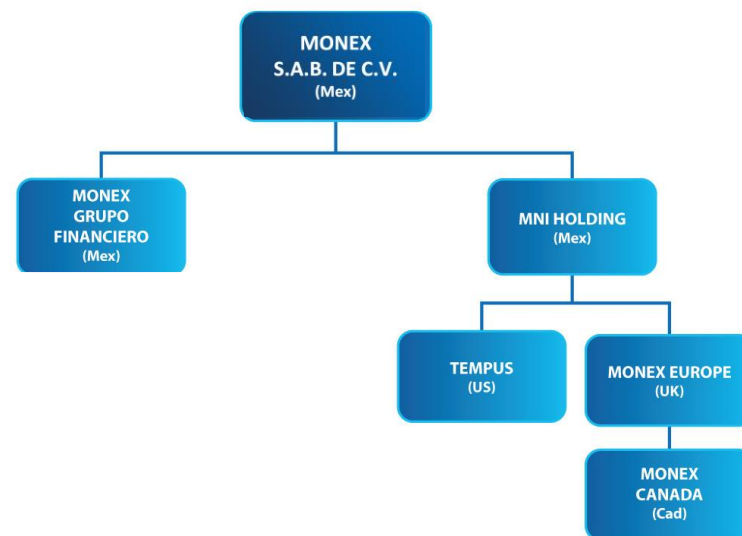 MONEX
S.A.B. DE C.V.
(Mex)
MONEX
GRUPO
FINANCIERO
(Mex)
MNI HOLDING
(Mex)
TEMPUS
(US)
MONEX EUROPE
(UK)
MONEX
CANADA
(Cad)